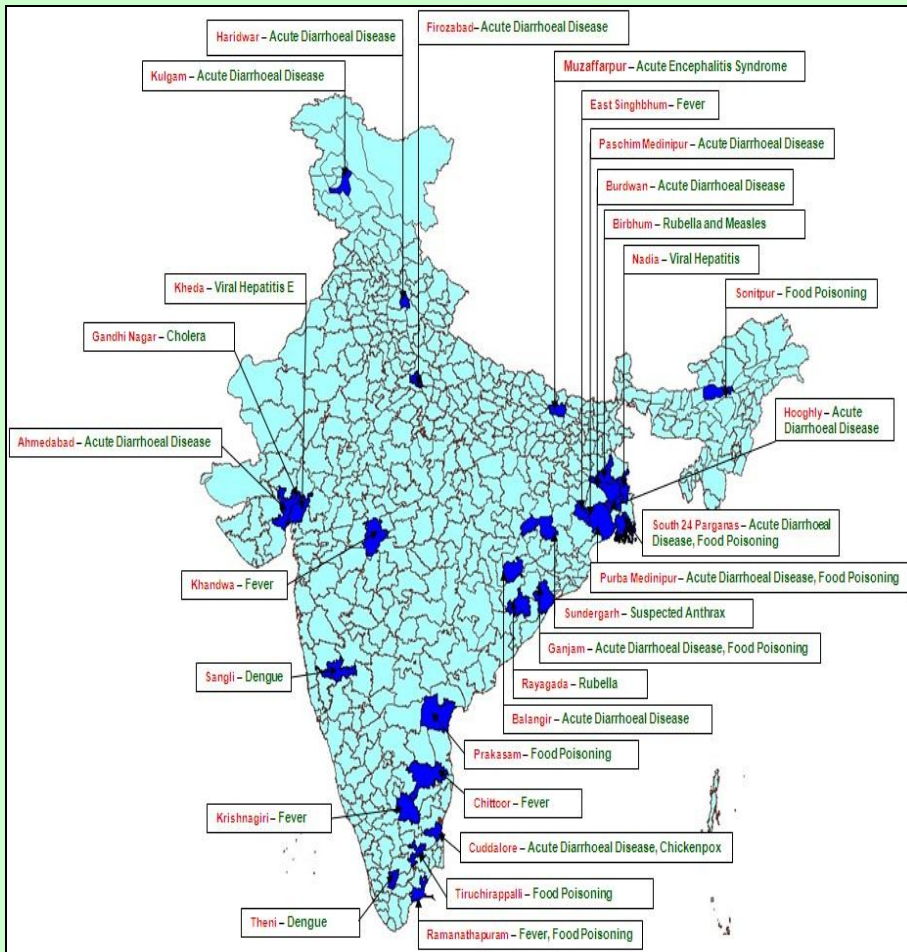 Haridwar – Acute Diarrhoeal Disease
Firozabad– Acute Diarrhoeal Disease
Kulgam – Acute Diarrhoeal Disease
Muzaffarpur – Acute Encephalitis Syndrome
East Singhbhum – Fever
Paschim Medinipur – Acute Diarrhoeal Disease
Burdwan – Acute Diarrhoeal Disease
Birbhum – Rubella and Measles
Nadia – Viral Hepatitis
Kheda – Viral Hepatitis E
Sonitpur – Food Poisoning
Gandhi Nagar – Cholera
Hooghly – Acute
Diarrhoeal Disease
Ahmedabad – Acute Diarrhoeal Disease
South 24 Parganas – Acute Diarrhoeal
Disease, Food Poisoning
Khandwa – Fever
Purba Medinipur – Acute Diarrhoeal Disease, Food Poisoning
Sundergarh – Suspected Anthrax
Ganjam – Acute Diarrhoeal Disease, Food Poisoning
Sangli – Dengue
Rayagada – Rubella
Balangir – Acute Diarrhoeal Disease
Prakasam – Food Poisoning
Chittoor – Fever
Krishnagiri – Fever
Cuddalore – Acute Diarrhoeal Disease, Chickenpox
Tiruchirappalli – Food Poisoning
Theni – Dengue
Ramanathapuram – Fever, Food Poisoning